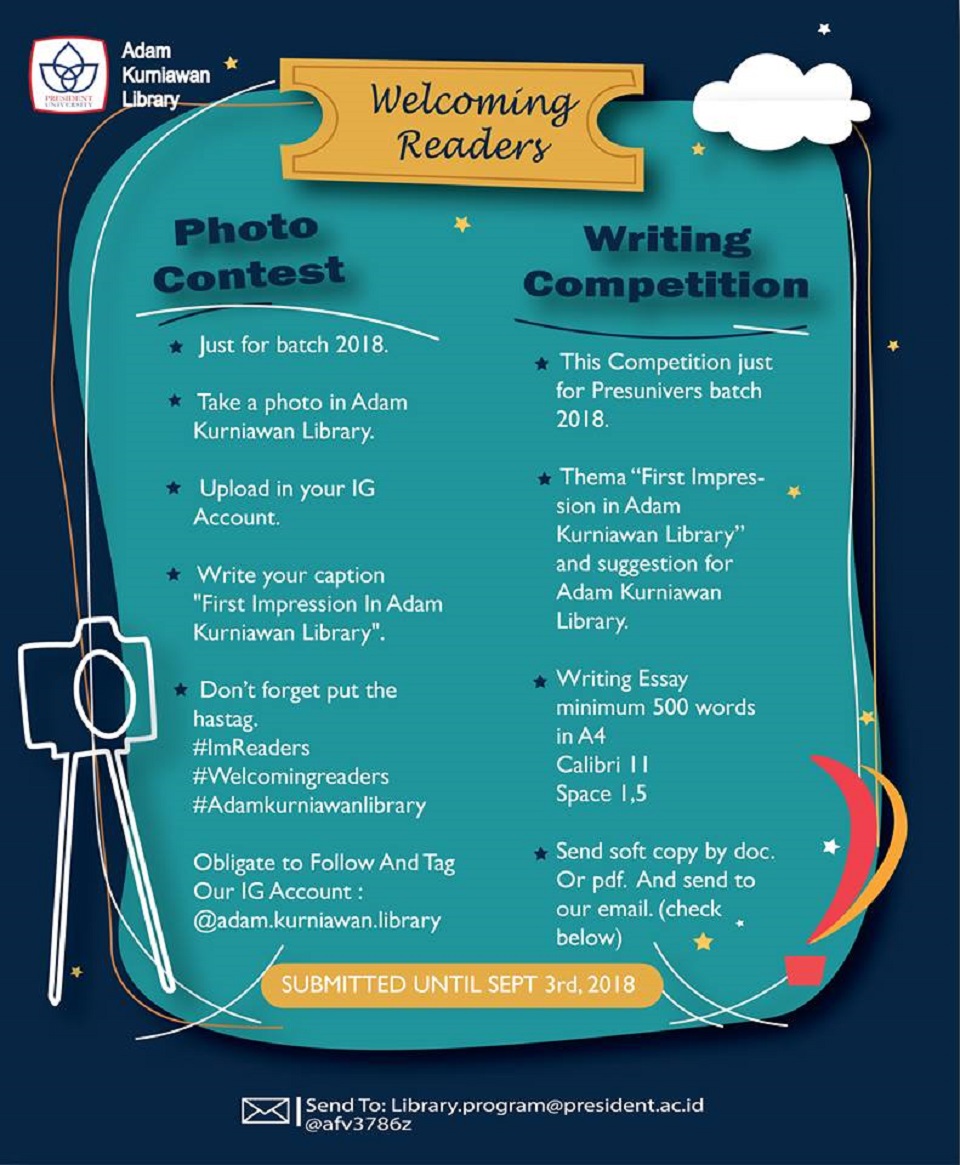 Adam
Kurniawan
Library
PRESIDENT
UNIVERSITY
Welcoming
Readers
Photo
Contest
Just for batch 2018.
Take a photo in Adam
Kurniawan Library.
Upload in your IG
Account.
Write your caption
"First Impression In Adam
Kurniawan Library".
Don't forget put the
hastag.
#ImReaders
#Welcomingreaders
#Adamkurniawanlibrary
Obligate to Follow And Tag
Our IG Account :
@adam.kurniawan.library
Writing
Competition
This Competition just
for Presunivers batch
2018.
Thema “First Impres-
sion in Adam
Kurniawan Library”
and suggestion for
Adam Kurniawan
Library.
Writing Essay
minimum 500 words
in A4
Calibri 11
Space 1,5
Send soft copy by doc.
Or pdf. And send to
our email. (check
below)
SUBMITTED UNTIL SEPT 3rd, 2018
Send To: Library.program@president.ac.id
@afv3786z